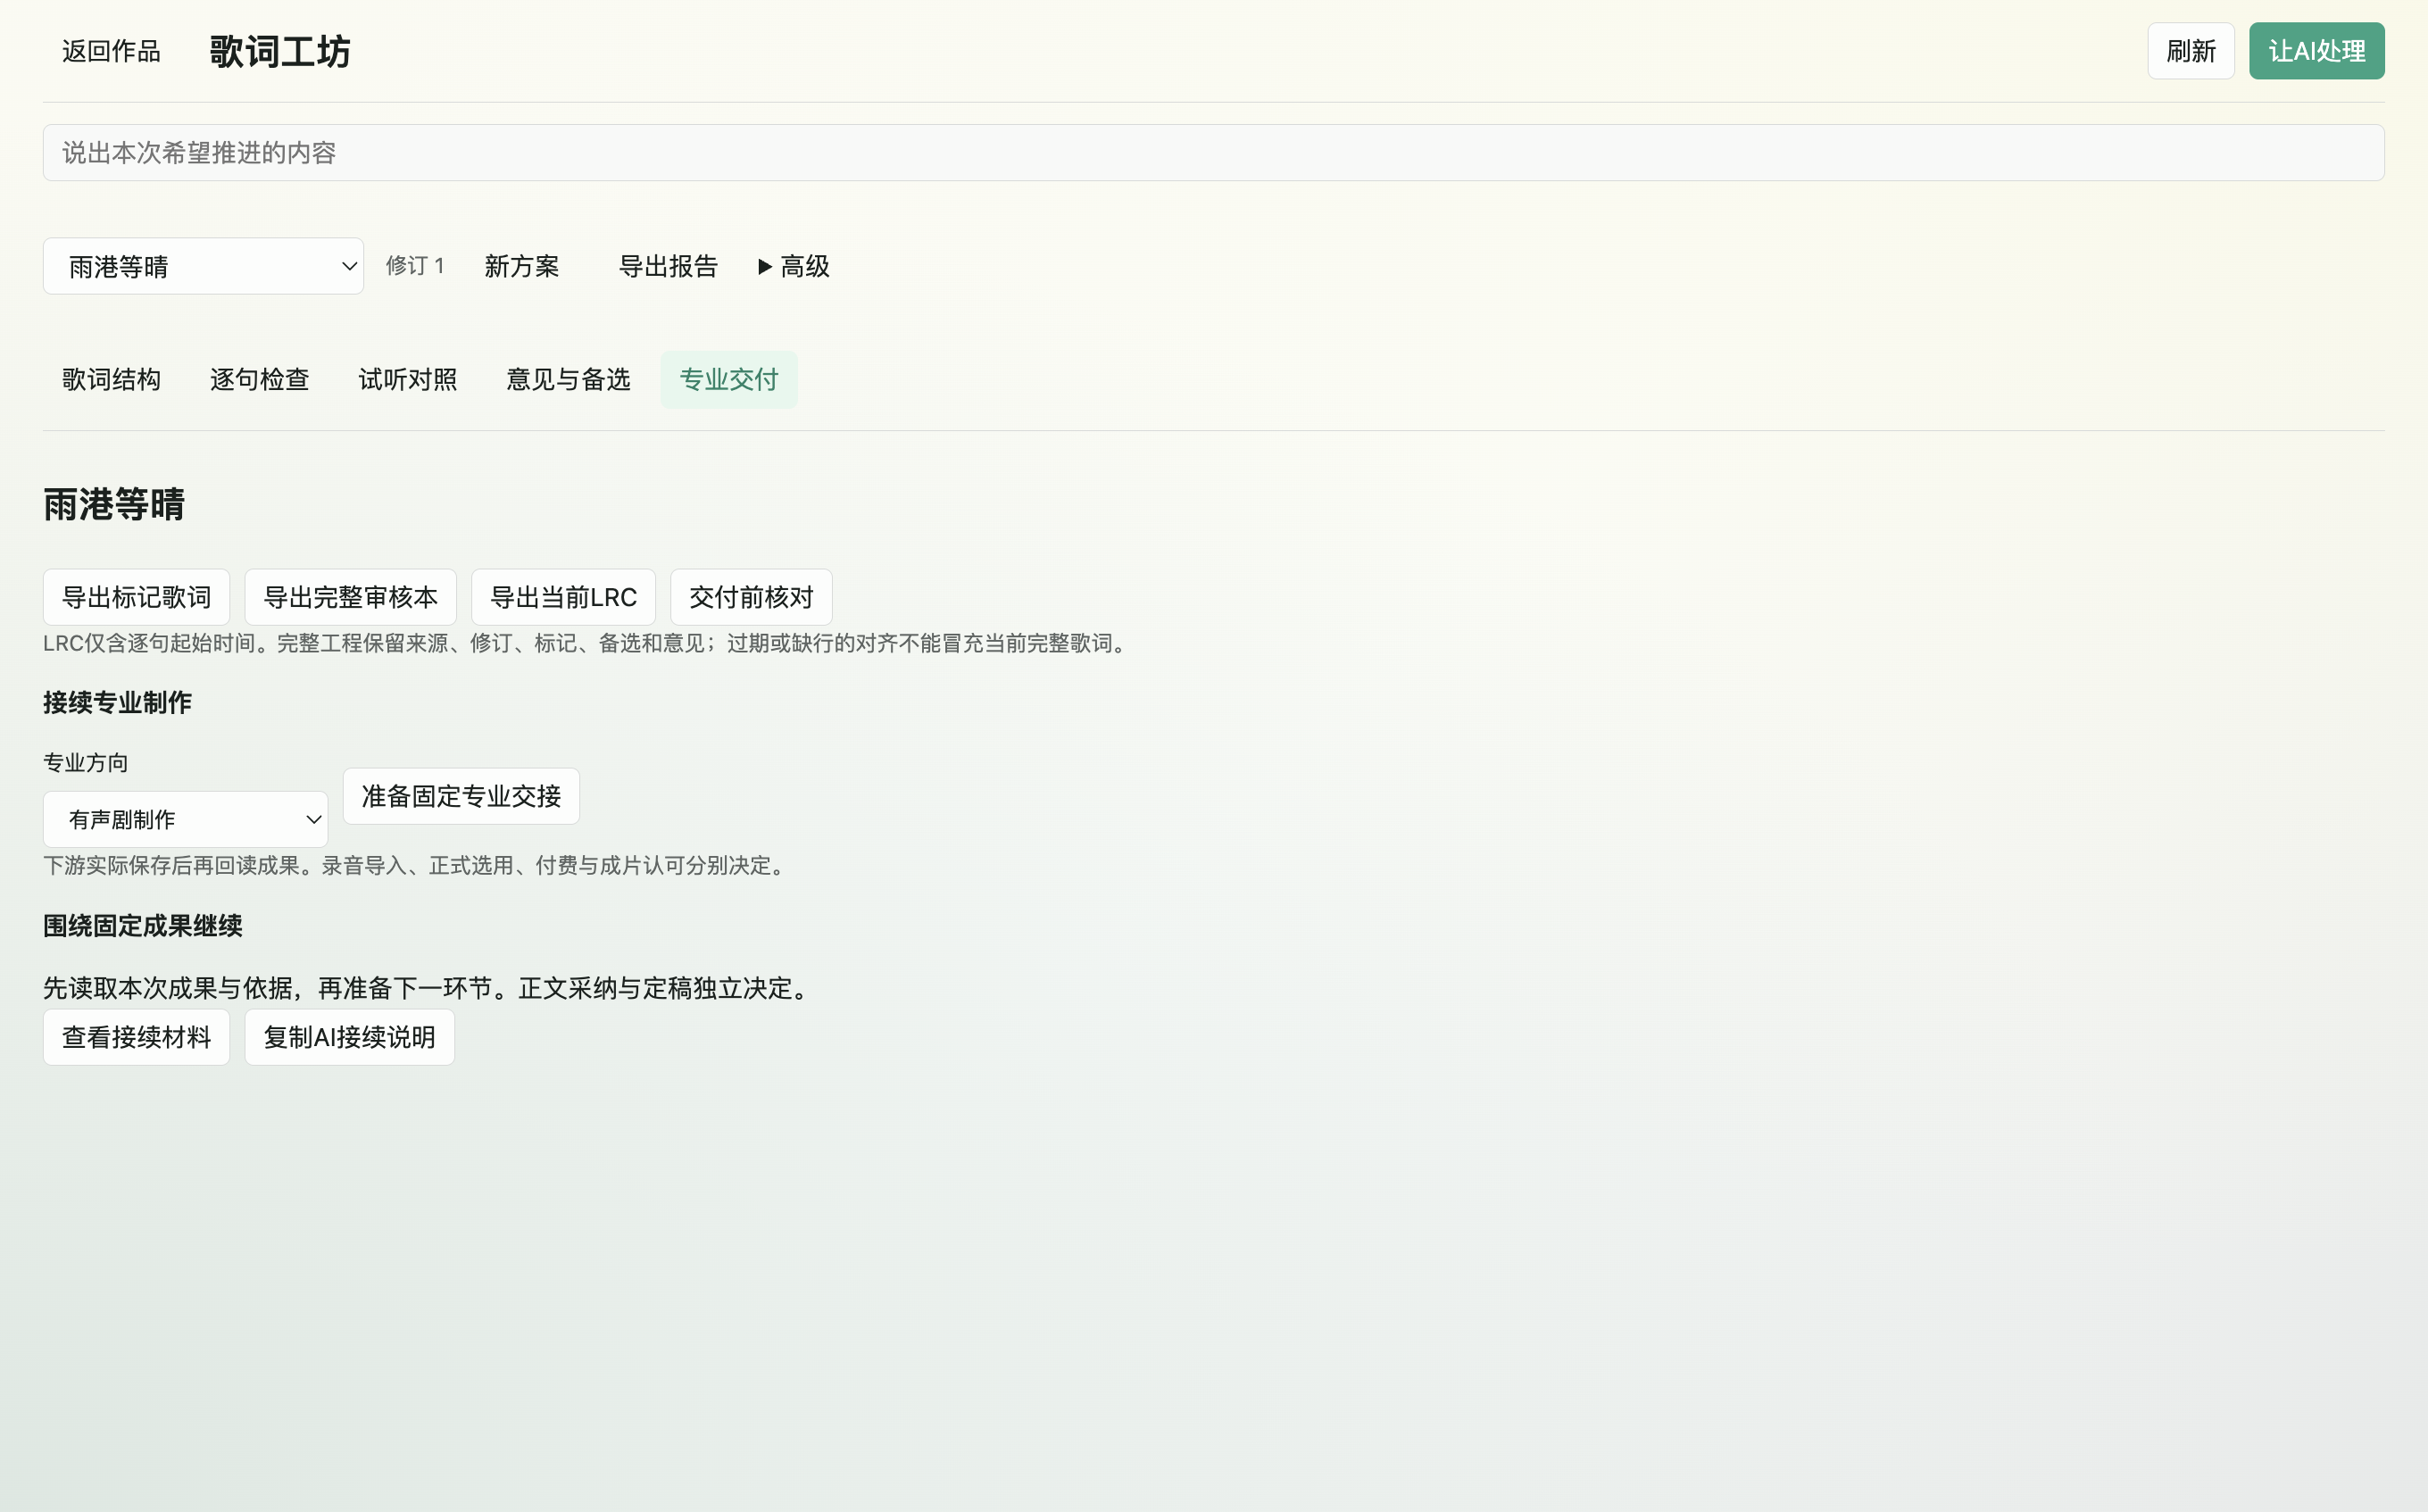 返回作品 歌词工坊 刷新 让AI处理
说出本次希望推进的内容
雨港等晴 修订 1 新方案 导出报告 ▶ 高级
歌词结构 逐句检查 试听对照 意见与备选 专业交付
雨港等晴
导出标记歌词 导出完整审核本 导出当前LRC 交付前核对
LRC仅含逐句起始时间。完整工程保留来源、修订、标记、备选和意见；过期或缺行的对齐不能冒充当前完整歌词。
接续专业制作
专业方向
有声剧制作 准备固定专业交接
下游实际保存后再回读成果。录音导入、正式选用、付费与成片认可分别决定。
围绕固定成果继续
先读取本次成果与依据，再准备下一环节。正文采纳与定稿独立决定。
查看接续材料 复制AI接续说明